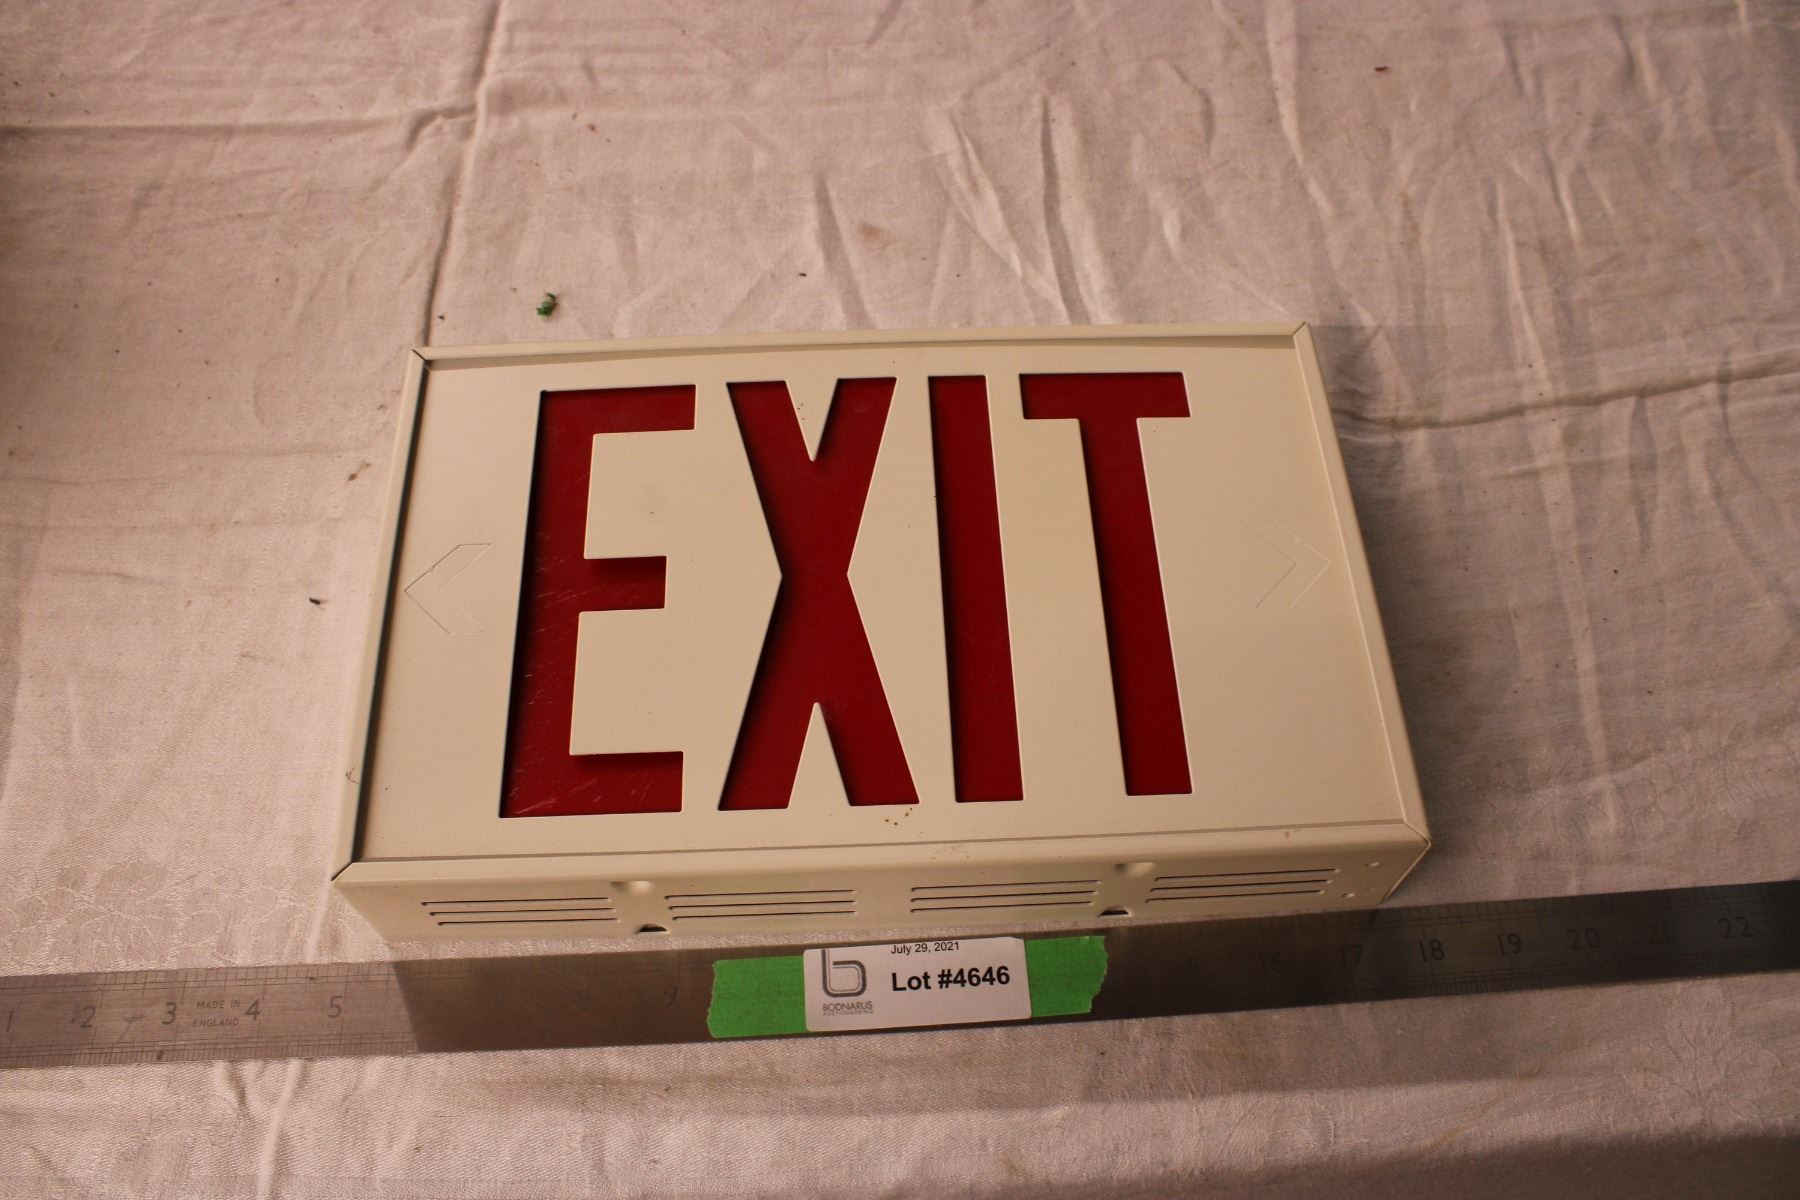 EXIT
1 2 3 MADE IN 4 5 9 16 17 18 19 20 21 22
ENGLAND
July 29, 2021
Lot #4646
BODNARUS
AUCTIONEERING